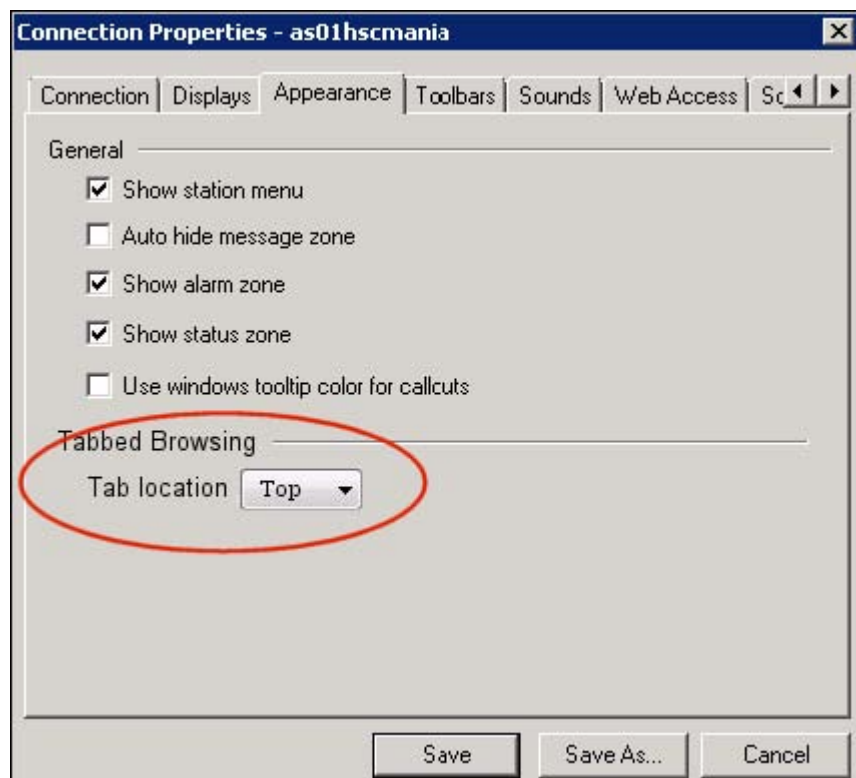 Connection Properties - as01hscmania
Connection Displays Appearance Toolbars Sounds Web Access Sc
General
Show station menu
Auto hide message zone
Show alarm zone
Show status zone
Use windows tooltip color for callcuts
Tabbed Browsing
Tab location Top
Save Save As... Cancel